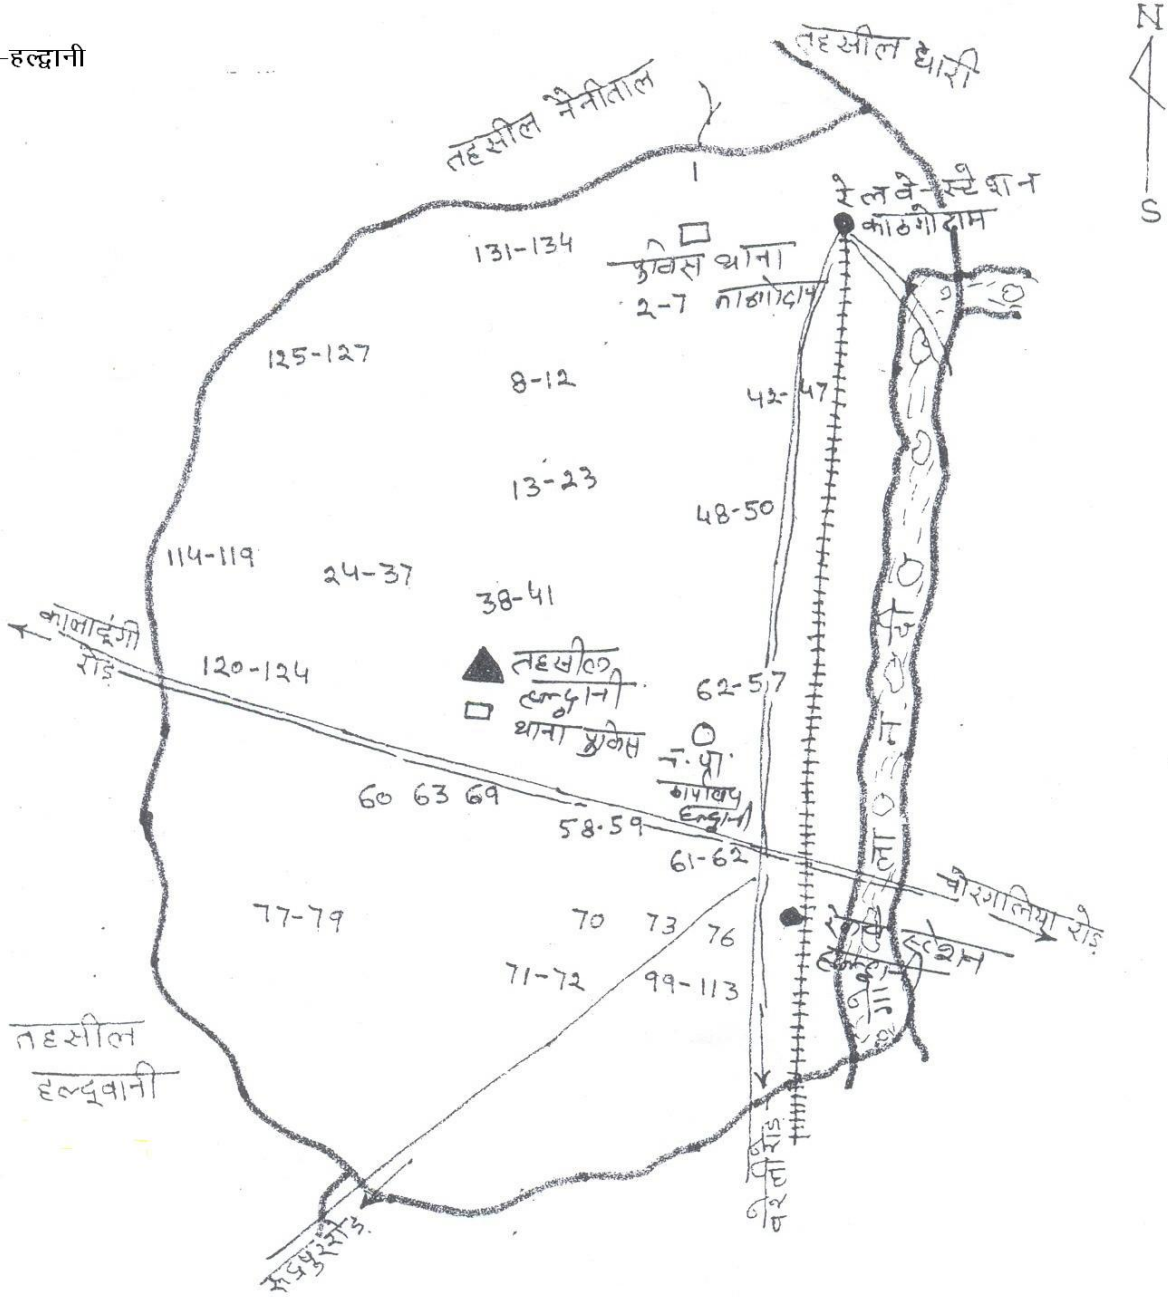 -हल्द्वानी
N
तहसील धारी
तहसील नैनीताल
1
S
रेलवे-स्टेशन
काठगोदाम
131-134
पुलिस थाना
2-7 काठगोदाम
125-127
8-12
42-47
13-23
48-50
114-119
24-37
38-41
कालाढूंगी
रोड़
120-124
तहसील
हल्द्वानी
62-57
थाना पुलिस
न. पा.
हल्द्वानी
60 63 69
58-59
61-62
गौला नदी
चोरगलिया रोड़
77-79
70 73 76
रेलवे स्टेशन
71-72
99-113
तहसील
हल्दूवानी
बरेली रोड़
रूद्रपुर रोड़